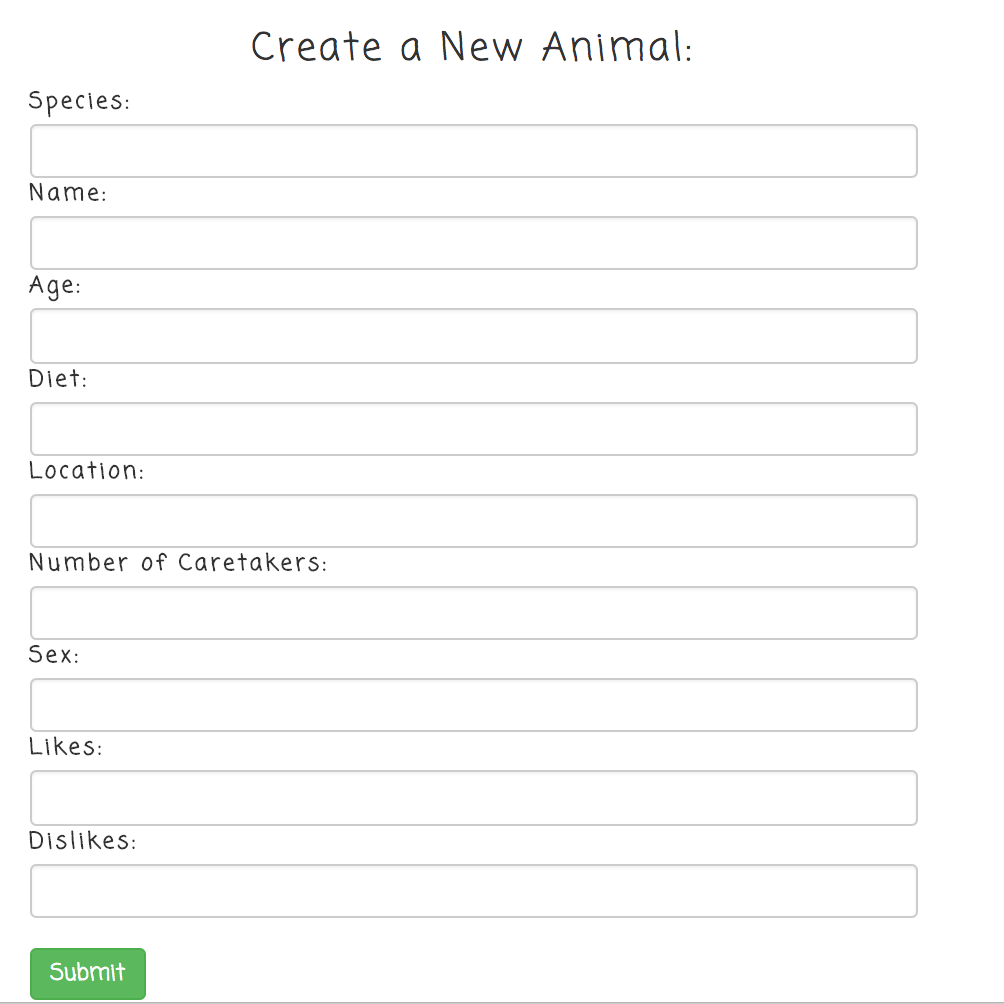 Create a New Animal:
Species:
Name:
Age:
Diet:
Location:
Number of Caretakers:
Sex:
Likes:
Dislikes:
Submit